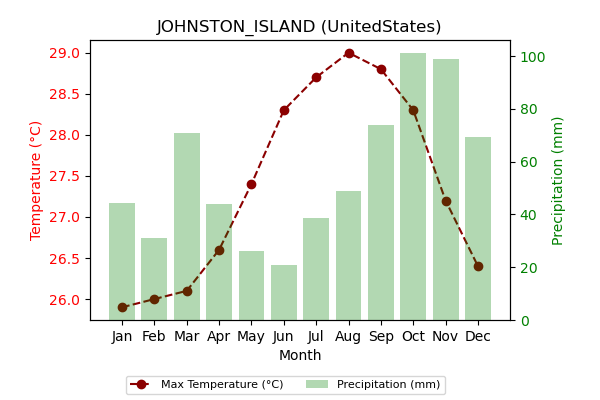 JOHNSTON_ISLAND (UnitedStates)
29.0
28.5
28.0
27.5
27.0
26.5
26.0
Temperature (°C)
100
80
60
40
20
0
Precipitation (mm)
Jan Feb Mar Apr May Jun Jul Aug Sep Oct Nov Dec
Month
Max Temperature (°C) Precipitation (mm)